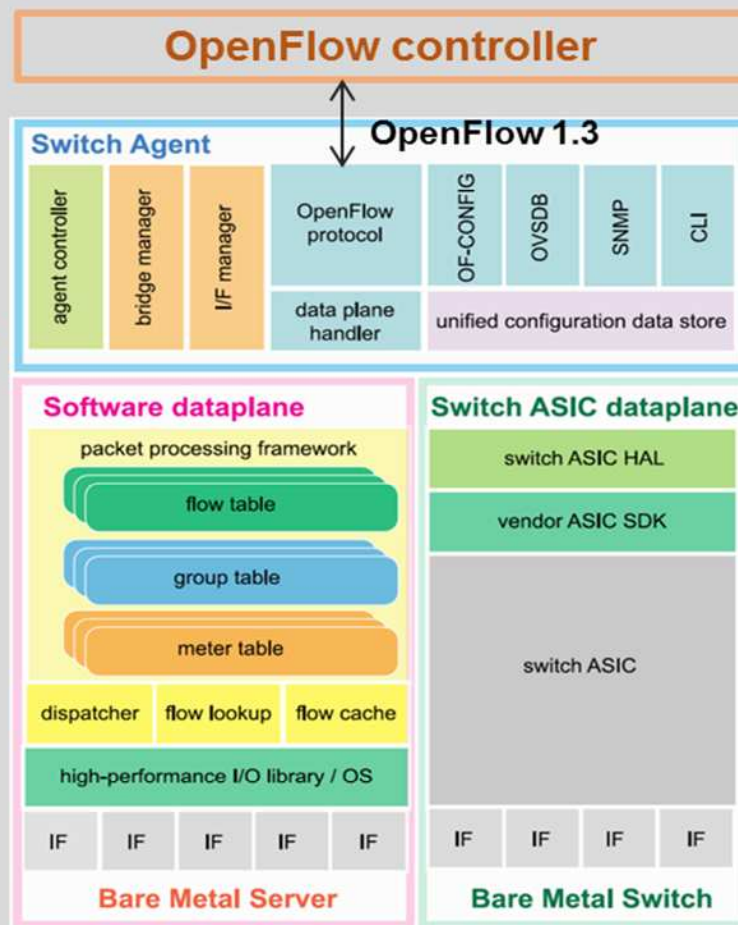 OpenFlow controller
OpenFlow 1.3
Switch Agent
agent controller
bridge manager
I/F manager
OpenFlow
protocol
OF-CONFIG
OVSDB
SNMP
CLI
data plane
handler
unified configuration data store
Software dataplane
packet processing framework
flow table
group table
meter table
dispatcher
flow lookup
flow cache
high-performance I/O library / OS
IF IF IF IF IF
Bare Metal Server
Switch ASIC dataplane
switch ASIC HAL
vendor ASIC SDK
switch ASIC
IF IF IF IF
Bare Metal Switch